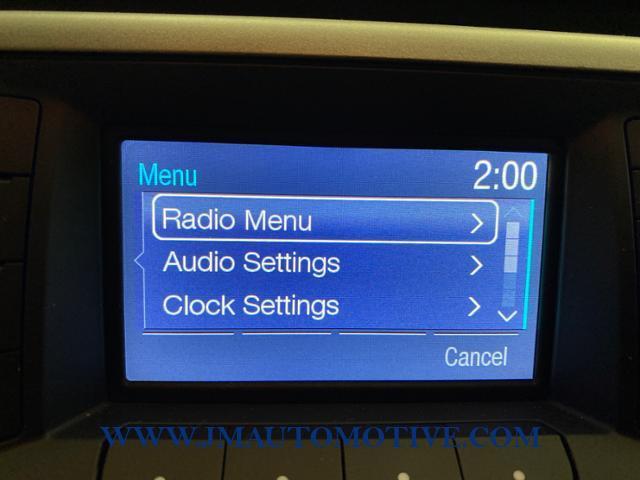 Menu 2:00
Radio Menu
Audio Settings
Clock Settings
Cancel
WWW.JMAUTOMOTIVE.COM